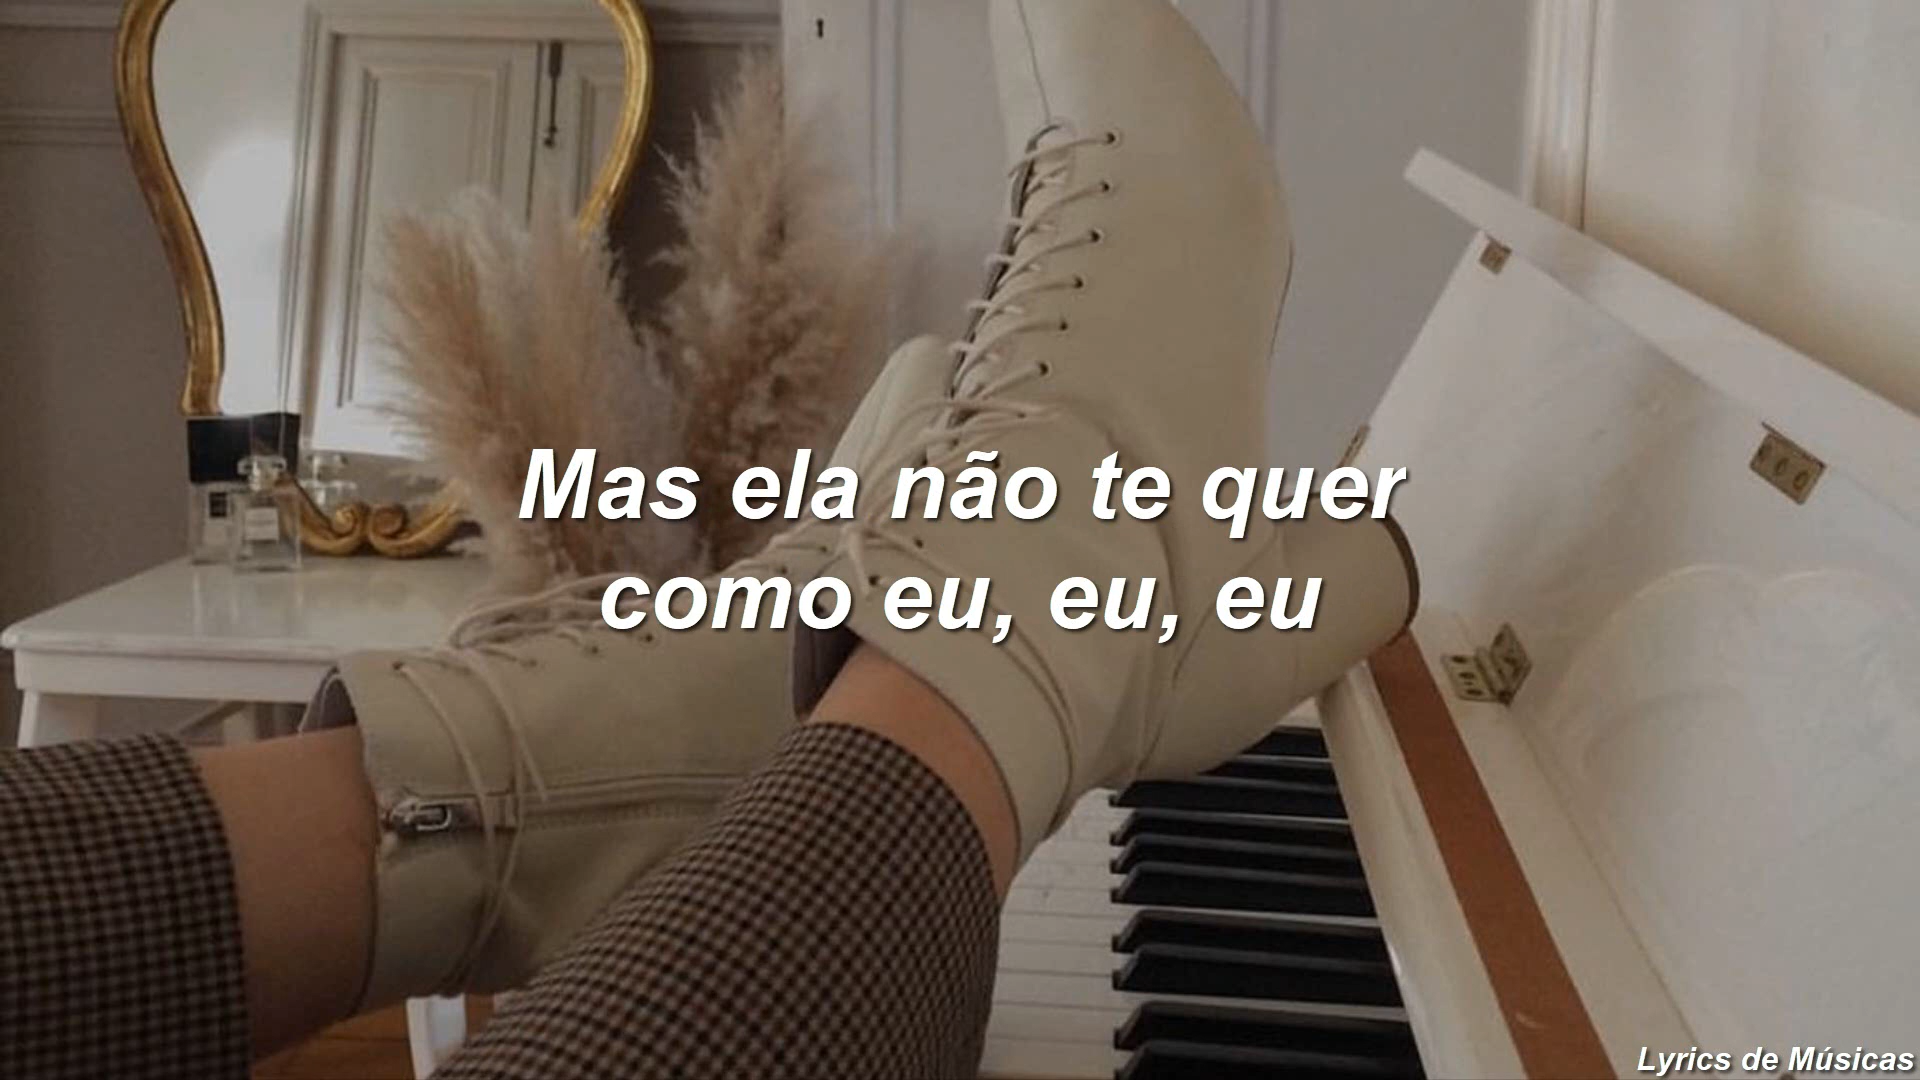 Mas ela não te quer
como eu, eu, eu
Lyrics de Músicas